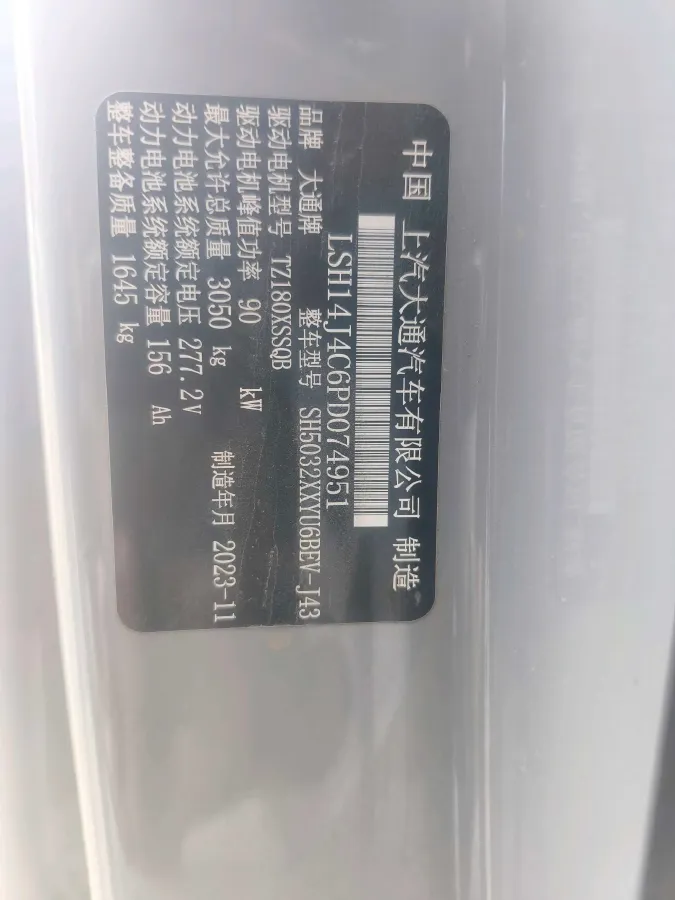 中国 上汽大通汽车有限公司 制造
LSH14J4C6PD074951
品牌 大通牌 整车型号 SH5032XXYU6BEV-J43
驱动电机型号 TZ180XSSQB
驱动电机峰值功率 90 kW
最大允许总质量 3050 kg 制造年月 2023-11
动力电池系统额定电压 277.2V
动力电池系统额定容量 156 Ah
整车整备质量 1645 kg